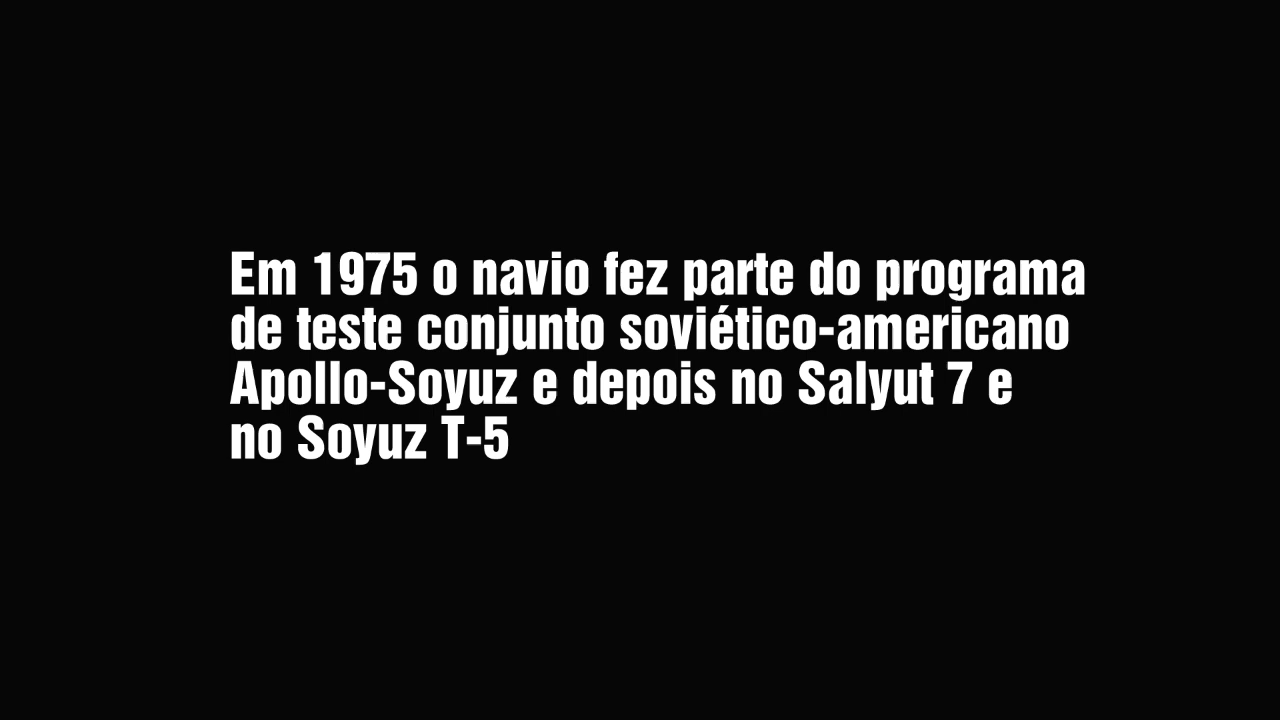 Em 1975 o navio fez parte do programa
de teste conjunto soviético-americano
Apollo-Soyuz e depois no Salyut 7 e
no Soyuz T-5